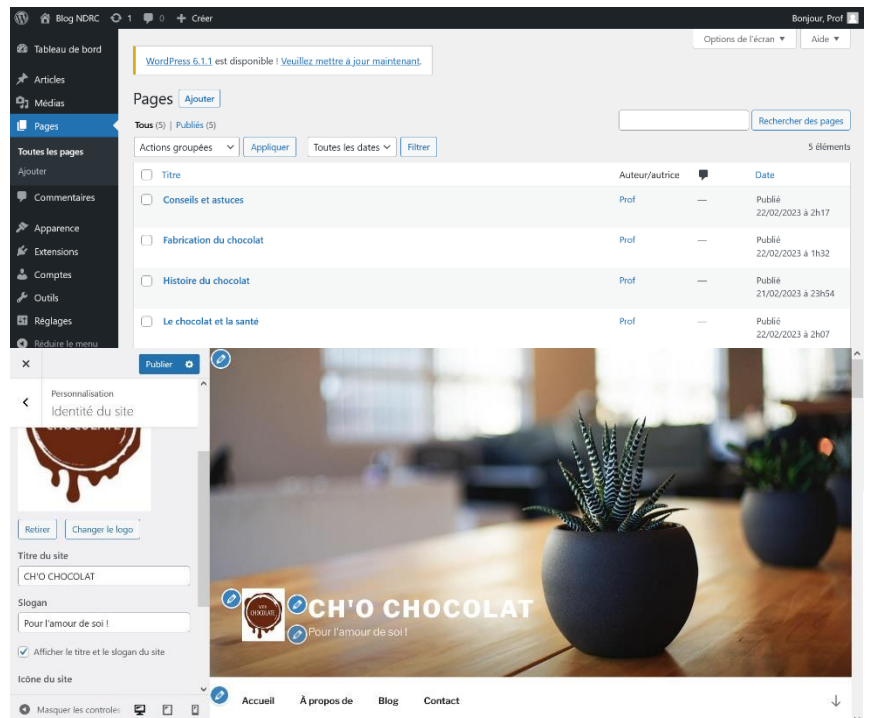 Blog NDRC 1 0 + Créer
Bonjour, Prof
Options de l'écran ▼ Aide ▼
Tableau de bord
Articles
Médias
Pages
Toutes les pages
Ajouter
Commentaires
Apparence
Extensions
Comptes
Outils
Réglages
Réduire le menu
WordPress 6.1.1 est disponible ! Veuillez mettre à jour maintenant.
Pages Ajouter
Tous (5) | Publiés (5)
Rechercher des pages
Actions groupées Appliquer Toutes les dates Filtrer
5 éléments
Titre Auteur/autrice Date
Conseils et astuces Prof — Publié
22/02/2023 à 2h17
Fabrication du chocolat Prof — Publié
22/02/2023 à 1h32
Histoire du chocolat Prof — Publié
21/02/2023 à 23h54
Le chocolat et la santé Prof — Publié
22/02/2023 à 2h07
Publier
Personnalisation
Identité du site
CHOCOLATE
Retirer Changer le logo
Titre du site
CH'O CHOCOLAT
Slogan
Pour l'amour de soi !
Afficher le titre et le slogan du site
Icône du site
Masquer les contrôles
CH'O CHOCOLAT
Pour l'amour de soi !
Accueil À propos de Blog Contact